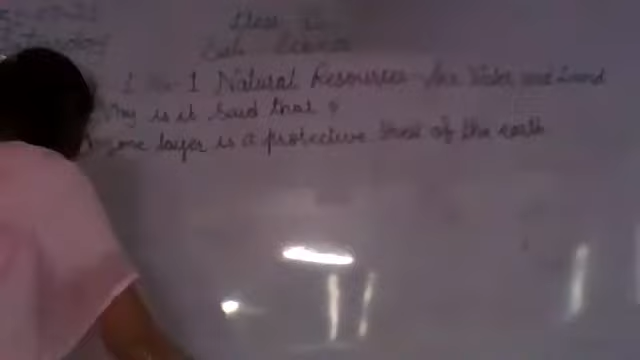 Class
Sub Science
L No-1 Natural Resources - Air Water and Land
Why is it said that ?
Ozone layer is a protective sheet of the earth